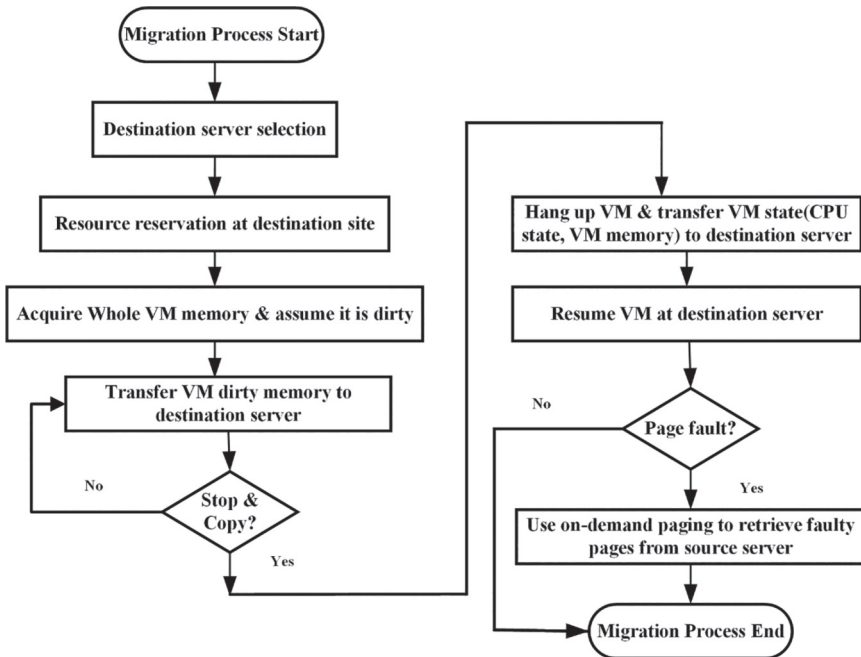 Migration Process Start
Destination server selection
Resource reservation at destination site
Acquire Whole VM memory & assume it is dirty
Transfer VM dirty memory to
destination server
No
Stop &
Copy?
Yes
Hang up VM & transfer VM state(CPU
state, VM memory) to destination server
Resume VM at destination server
No
Page fault?
Yes
Use on-demand paging to retrieve faulty
pages from source server
Migration Process End